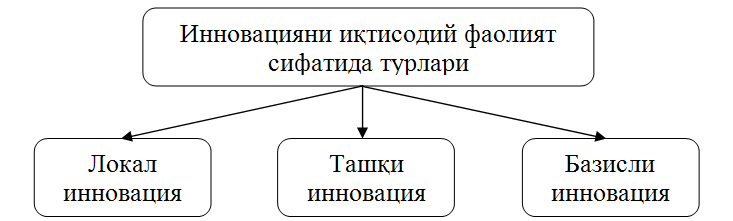 Инновацияни иқтисодий фаолият
сифатида турлари
Локал
инновация
Ташқи
инновация
Базисли
инновация